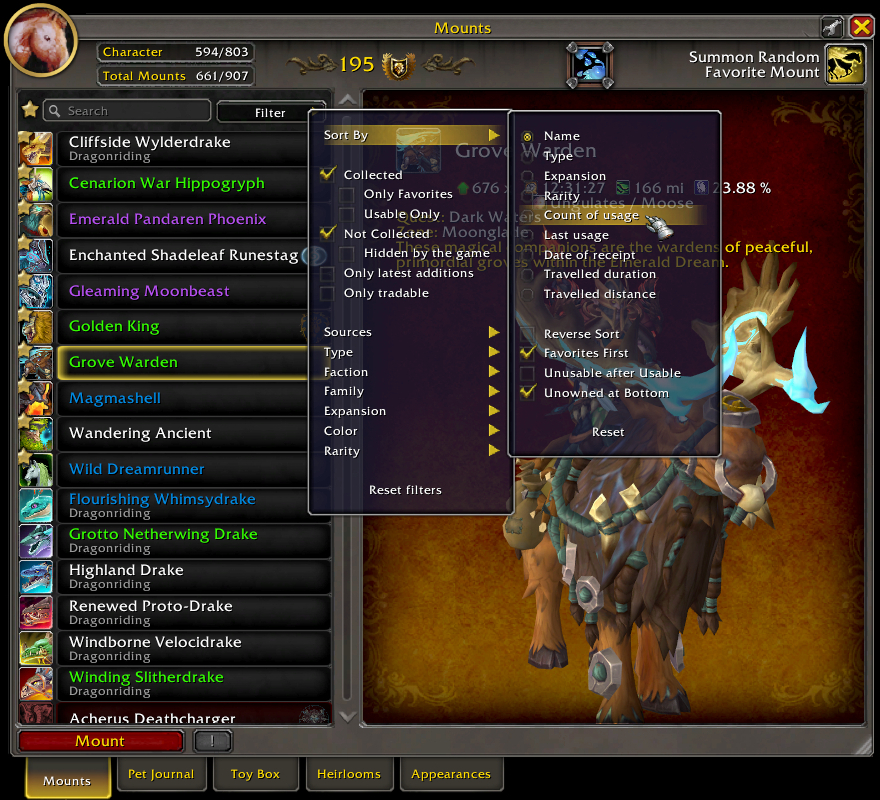 Mounts
Character 594/803
Total Mounts 661/907
195
Summon Random
Favorite Mount
Search
Filter
Cliffside Wylderdrake
Dragonriding
Cenarion War Hippogryph
Emerald Pandaren Phoenix
Enchanted Shadeleaf Runestag
Gleaming Moonbeast
Golden King
Grove Warden
Magmashell
Wandering Ancient
Wild Dreamrunner
Flourishing Whimsydrake
Dragonriding
Grotto Netherwing Drake
Dragonriding
Highland Drake
Dragonriding
Renewed Proto-Drake
Dragonriding
Windborne Velocidrake
Dragonriding
Winding Slitherdrake
Dragonriding
Acherus Deathcharger
Sort By
Collected
Only Favorites
Usable Only
Not Collected
Hidden by the game
Only latest additions
Only tradable
Sources
Type
Faction
Family
Expansion
Color
Rarity
Reset filters
Name
Type
Expansion
Rarity
Count of usage
Last usage
Date of receipt
Travelled duration
Travelled distance
Reverse Sort
Favorites First
Unusable after Usable
Unowned at Bottom
Reset
Grove Warden
676 x 12:31:27 166 mi 23.88 %
Ungulates / Moose
Quest: Dark Waters
Zone: Moonglade
These magical companions are the wardens of peaceful,
primordial groves within the Emerald Dream.
Mount
!
Mounts
Pet Journal
Toy Box
Heirlooms
Appearances